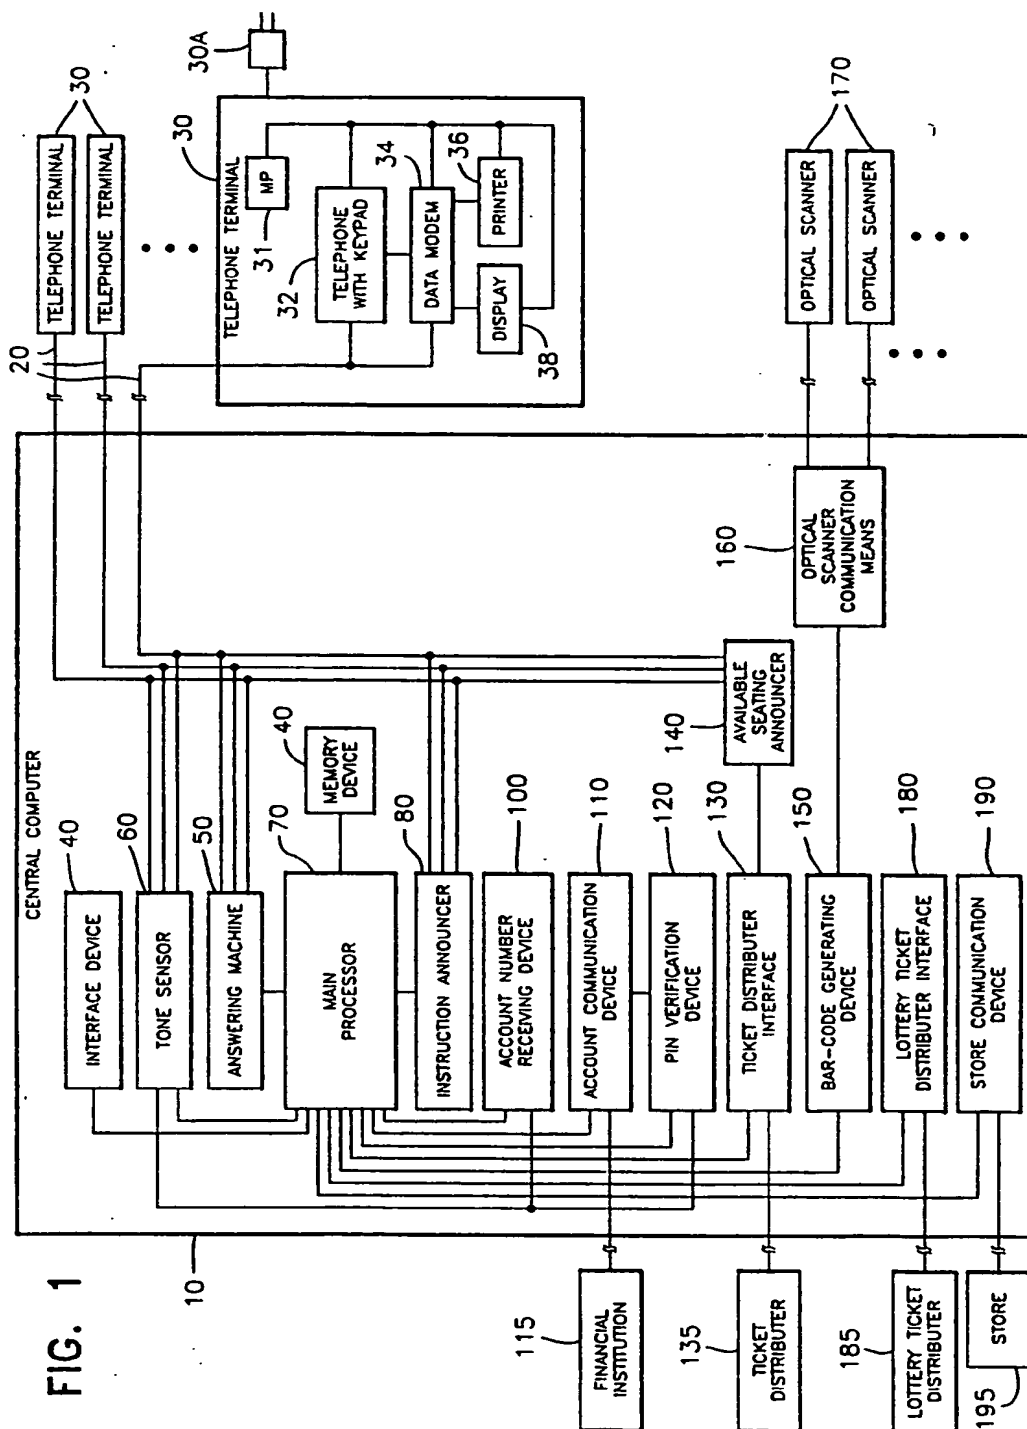 FIG. 1
10
CENTRAL COMPUTER
40
INTERFACE DEVICE
60
TONE SENSOR
50
ANSWERING MACHINE
70
MAIN
PROCESSOR
40
MEMORY
DEVICE
80
INSTRUCTION ANNOUNCER
100
ACCOUNT NUMBER
RECEIVING DEVICE
110
ACCOUNT COMMUNICATION
DEVICE
120
PIN VERIFICATION
DEVICE
130
TICKET DISTRIBUTER
INTERFACE
140
AVAILABLE
SEATING
ANNOUNCER
150
BAR-CODE GENERATING
DEVICE
160
OPTICAL
SCANNER
COMMUNICATION
MEANS
180
LOTTERY TICKET
DISTRIBUTER INTERFACE
190
STORE COMMUNICATION
DEVICE
115
FINANCIAL
INSTITUTION
135
TICKET
DISTRIBUTER
185
LOTTERY TICKET
DISTRIBUTER
STORE
195
20
TELEPHONE TERMINAL
TELEPHONE TERMINAL
30
30
30A
TELEPHONE TERMINAL
MP
31
32
TELEPHONE
WITH KEYPAD
34
DATA MODEM
36
PRINTER
DISPLAY
38
OPTICAL SCANNER
OPTICAL SCANNER
170